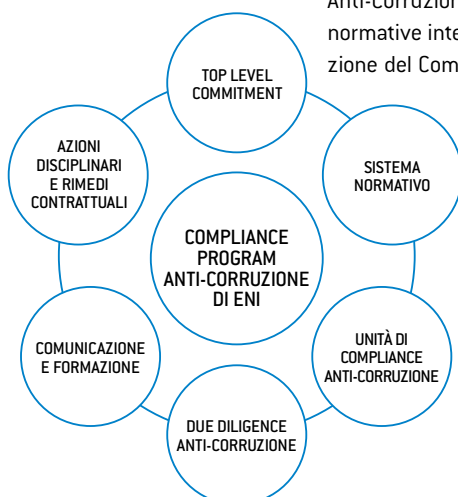 Anti-Corruzion
normative inte
zione del Com
TOP LEVEL
COMMITMENT
AZIONI
DISCIPLINARI
E RIMEDI
CONTRATTUALI
SISTEMA
NORMATIVO
COMPLIANCE
PROGRAM
ANTI-CORRUZIONE
DI ENI
COMUNICAZIONE
E FORMAZIONE
UNITÀ DI
COMPLIANCE
ANTI-CORRUZIONE
DUE DILIGENCE
ANTI-CORRUZIONE